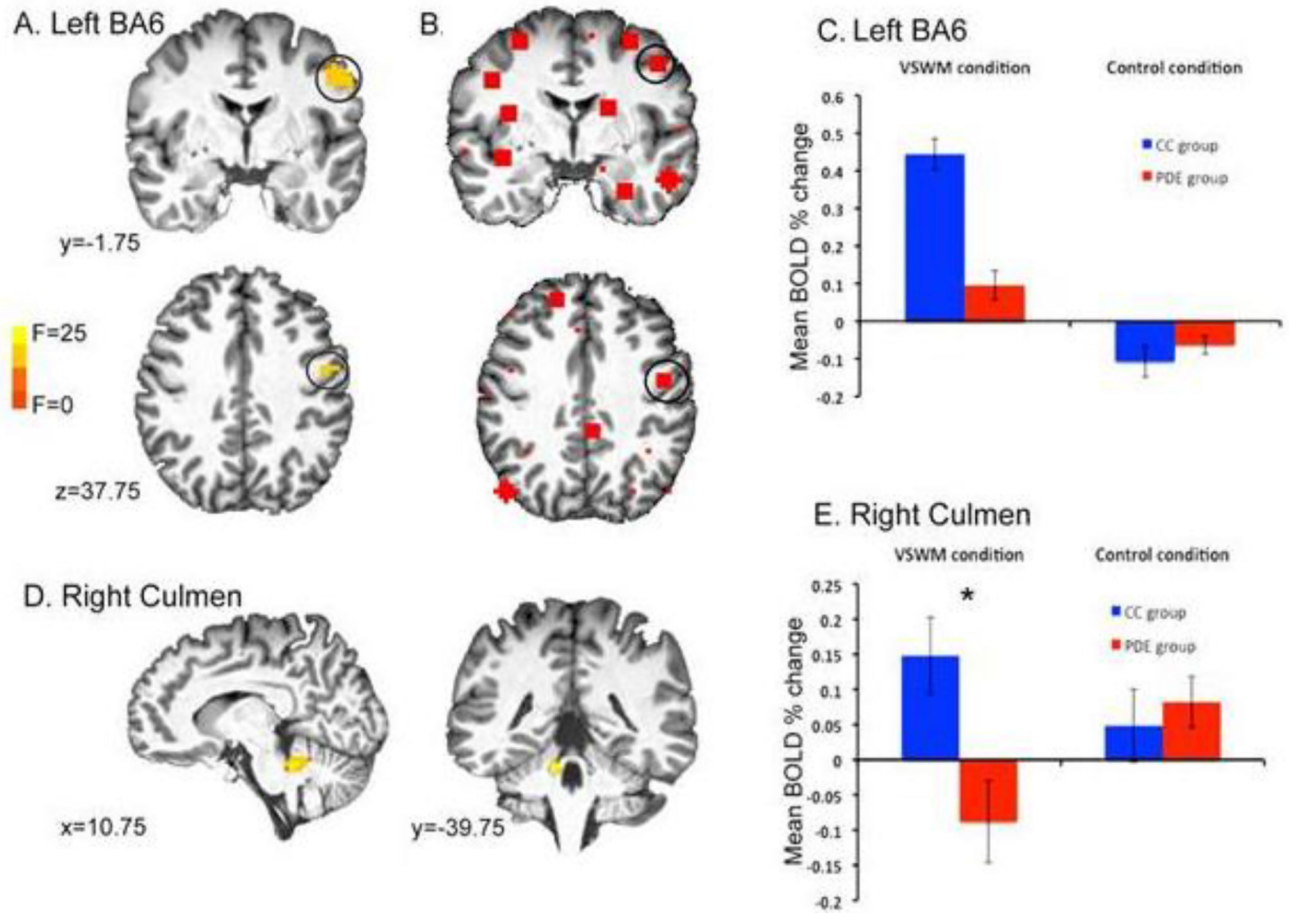 A. Left BA6
B.
y=-1.75
F=25
F=0
z=37.75
C. Left BA6
VSWM condition
Control condition
Mean BOLD % change
0.6
0.5
0.4
0.3
0.2
0.1
0
-0.1
-0.2
CC group
PDE group
D. Right Culmen
x=10.75
y=-39.75
E. Right Culmen
VSWM condition
Control condition
Mean BOLD % change
0.25
0.2
0.15
0.1
0.05
0
-0.05
-0.1
-0.15
-0.2
*
CC group
PDE group